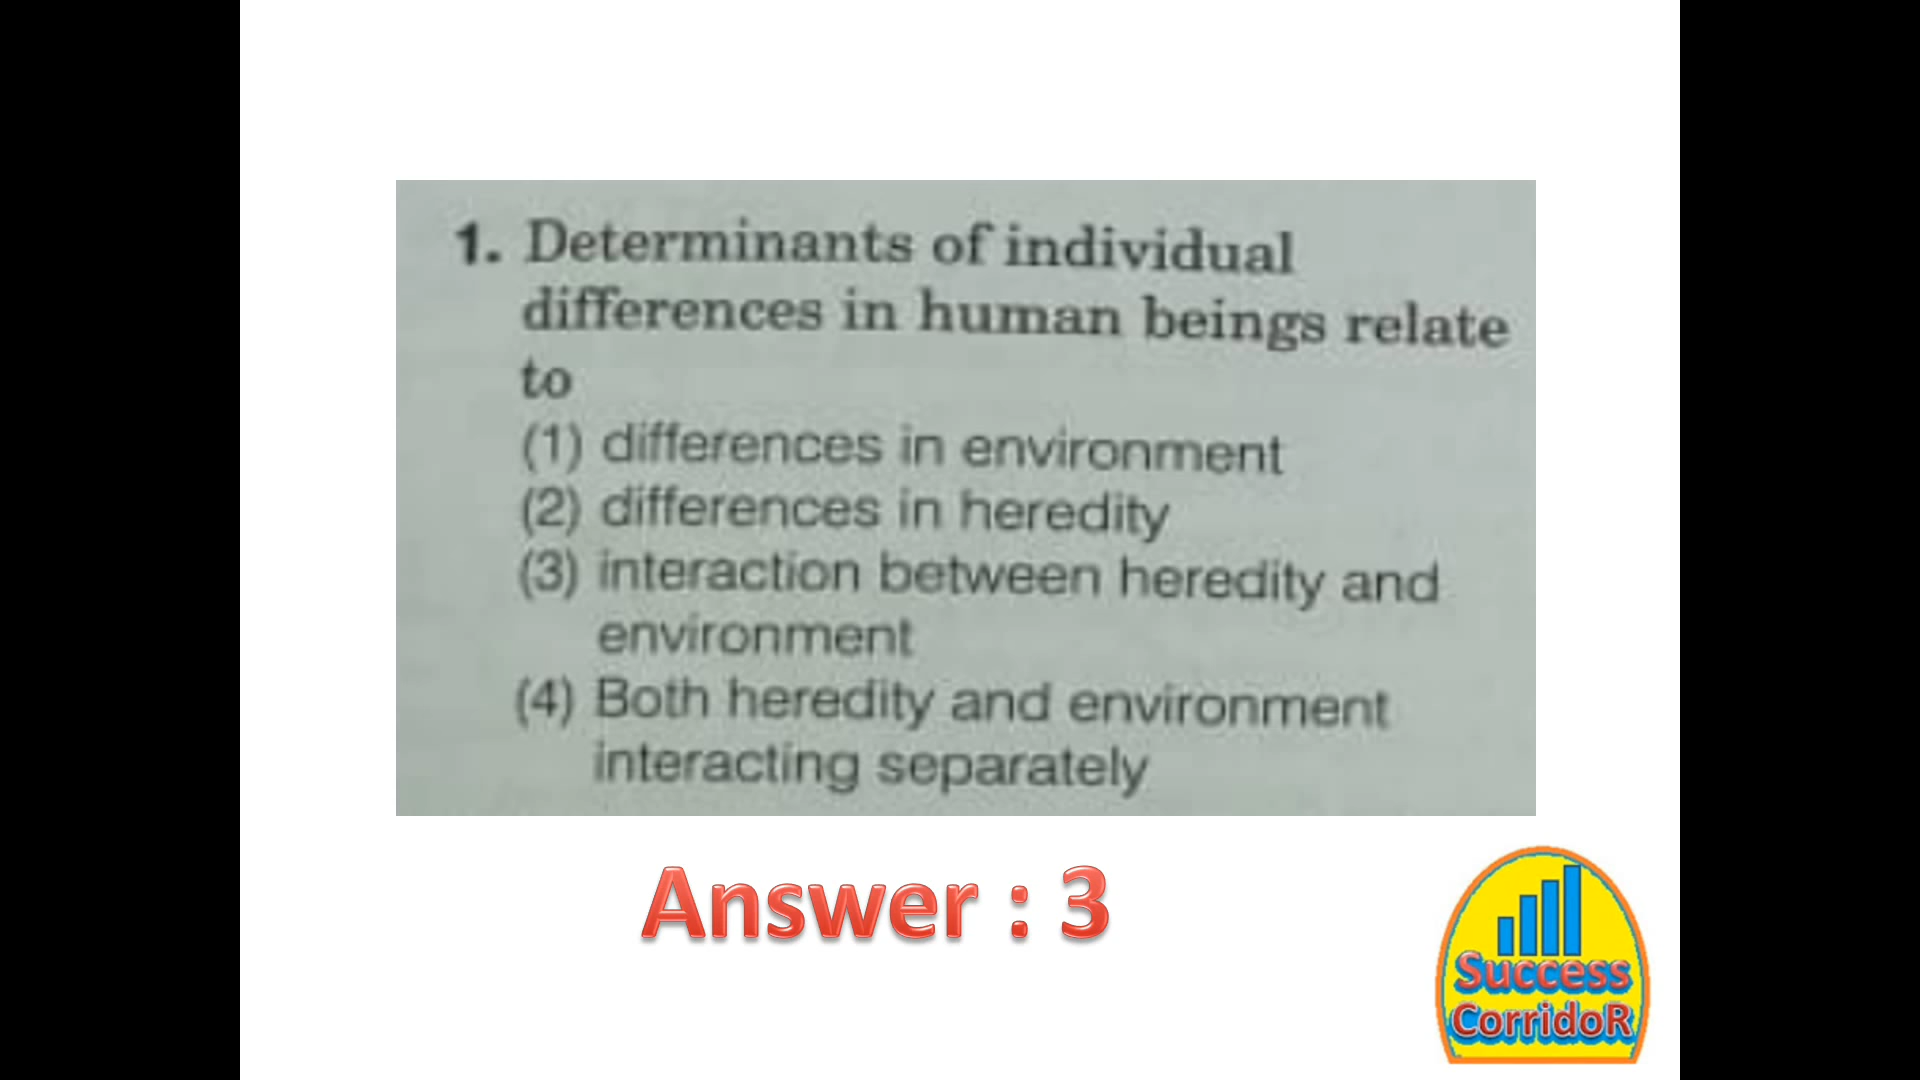 1. Determinants of individual
differences in human beings relate
to
(1) differences in environment
(2) differences in heredity
(3) interaction between heredity and
environment
(4) Both heredity and environment
interacting separately
Answer : 3
Success
CorridoR